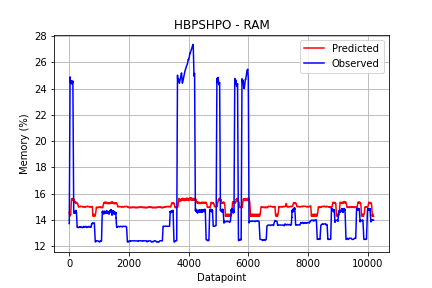 HBPSHPO - RAM
28
26
24
22
20
18
16
14
12
Memory (%)
Predicted
Observed
0 2000 4000 6000 8000 10000
Datapoint